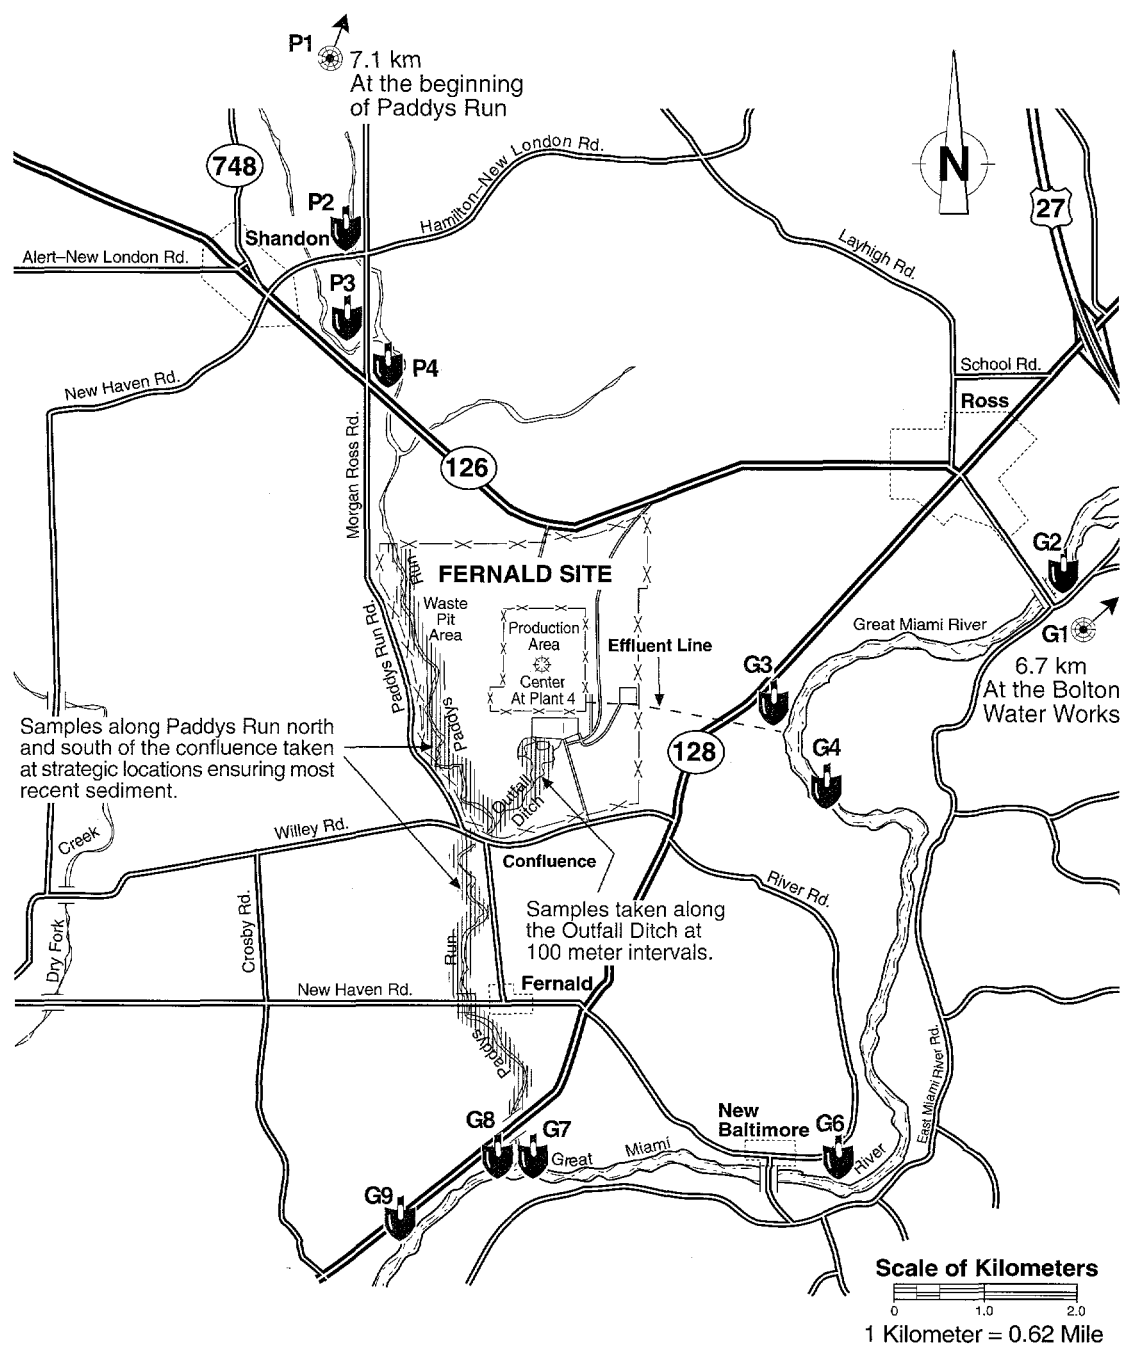 P1
7.1 km
At the beginning
of Paddys Run
748
N
27
P2
Shandon
Hamilton–New London Rd.
Alert–New London Rd.
Layhigh Rd.
P3
P4
New Haven Rd.
School Rd.
Ross
Morgan Ross Rd.
126
G2
Run
FERNALD SITE
Waste
Pit
Area
Production
Area
Center
At Plant 4
Effluent Line
Paddys Run Rd.
Great Miami River
G1
6.7 km
At the Bolton
Water Works
G3
Paddys
128
G4
Samples along Paddys Run north
and south of the confluence taken
at strategic locations ensuring most
recent sediment.
Outfall
Ditch
Willey Rd.
Creek
Confluence
River Rd.
Crosby Rd.
Dry Fork
Samples taken along
the Outfall Ditch at
100 meter intervals.
Run
Fernald
New Haven Rd.
Paddys
East Miami River Rd.
New
Baltimore
G6
G8
G7
Great
Miami
River
G9
Scale of Kilometers
0
1.0
2.0
1 Kilometer = 0.62 Mile